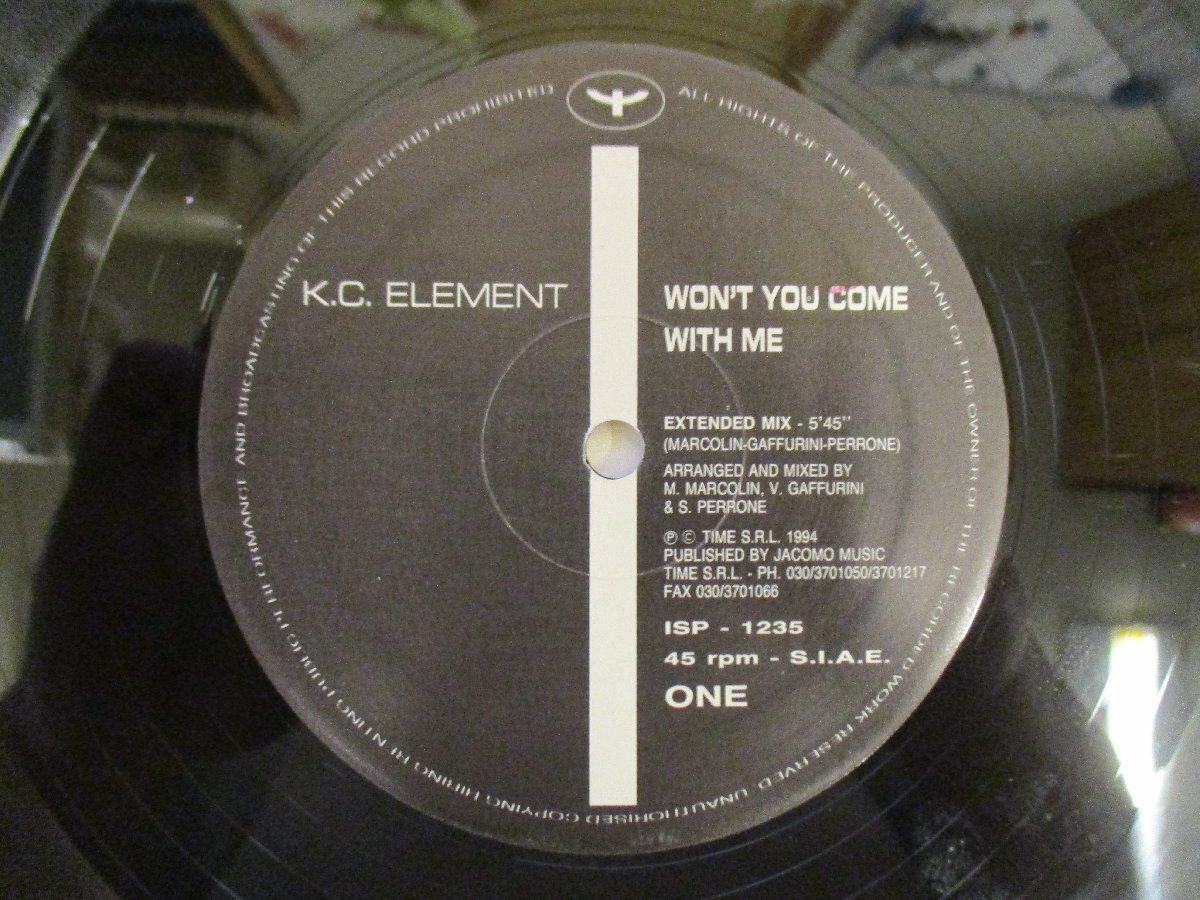 ALL RIGHTS OF THE PRODUCER AND OF THE OWNER OF THE RECORDED WORK RESERVED UNAUTHORISED COPYING HIRING RENTING PUBLIC PERFORMANCE AND BROADCASTING OF THIS RECORD PROHIBITED
K.C. ELEMENT
WON'T YOU COME
WITH ME
EXTENDED MIX - 5'45''
(MARCOLIN-GAFFURINI-PERRONE)
ARRANGED AND MIXED BY
M. MARCOLIN, V. GAFFURINI
& S. PERRONE
℗ © TIME S.R.L. 1994
PUBLISHED BY JACOMO MUSIC
TIME S.R.L. - PH. 030/3701050/3701217
FAX 030/3701066
ISP - 1235
45 rpm - S.I.A.E.
ONE